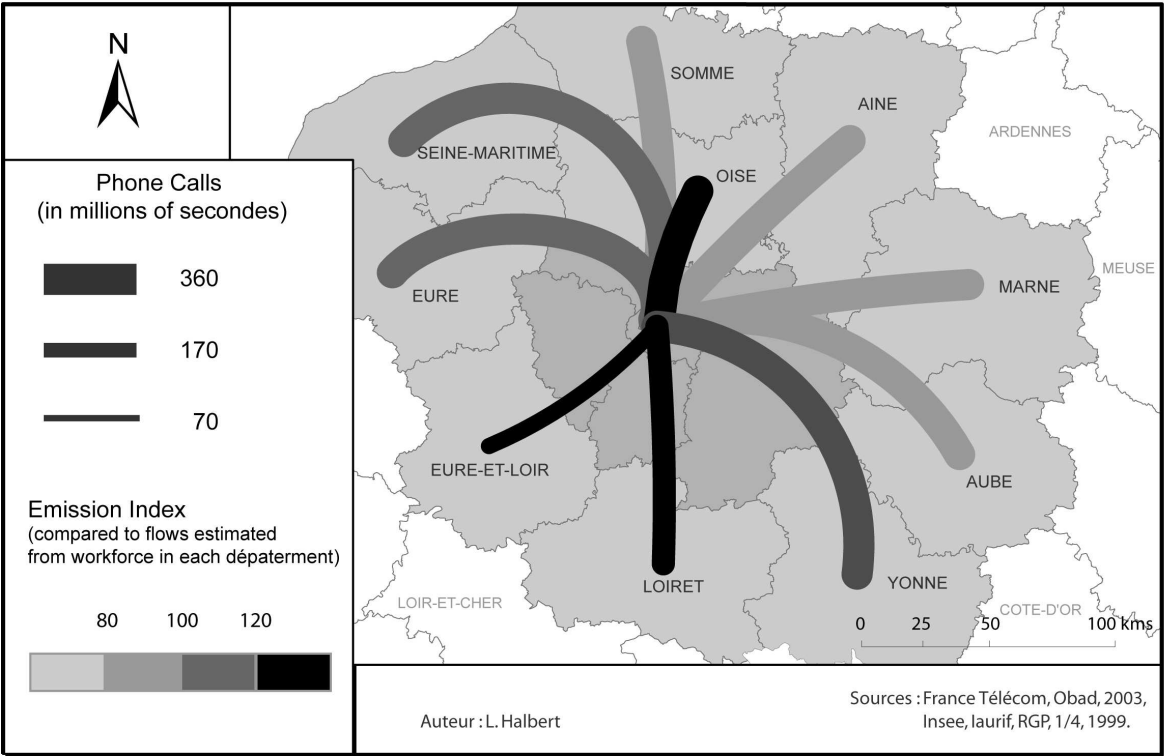 N
Phone Calls
(in millions of secondes)
360
170
70
Emission Index
(compared to flows estimated
from workforce in each dépaterment)
80 100 120
SOMME
AINE
ARDENNES
SEINE-MARITIME
OISE
EURE
MARNE
MEUSE
EURE-ET-LOIR
AUBE
LOIRET
YONNE
LOIR-ET-CHER
COTE-D'OR
0 25 50 100 kms
Auteur : L. Halbert
Sources : France Télécom, Obad, 2003,
Insee, Iaurif, RGP, 1/4, 1999.